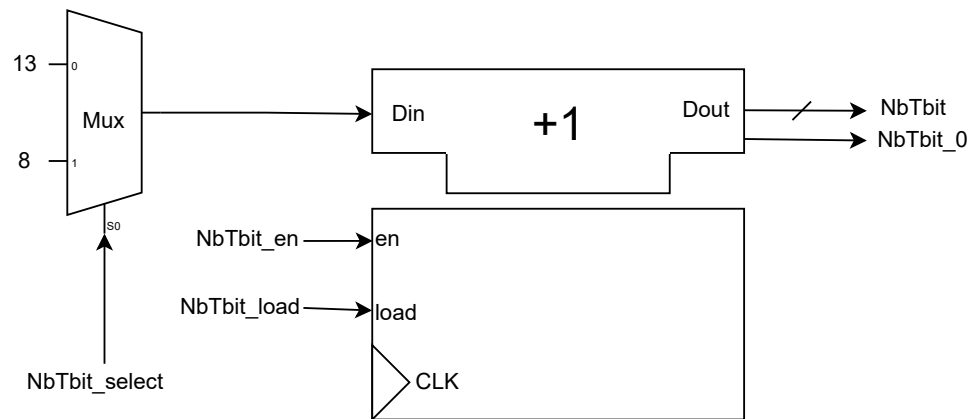 13
0
Mux
8
1
S0
NbTbit_select
Din
+1
Dout
NbTbit
NbTbit_0
NbTbit_en
en
NbTbit_load
load
CLK